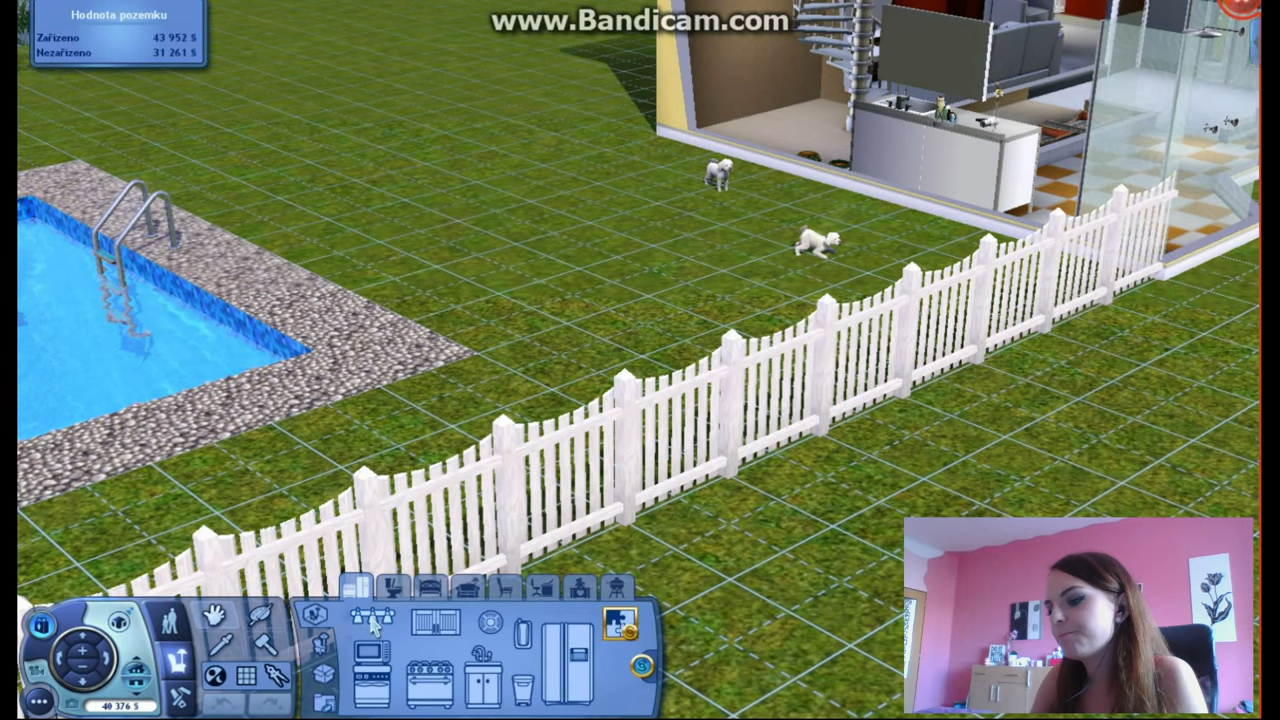 www.Bandicam.com
Hodnota pozemku
Zařízeno 43 952 §
Nezařízeno 31 261 §
40 376 §